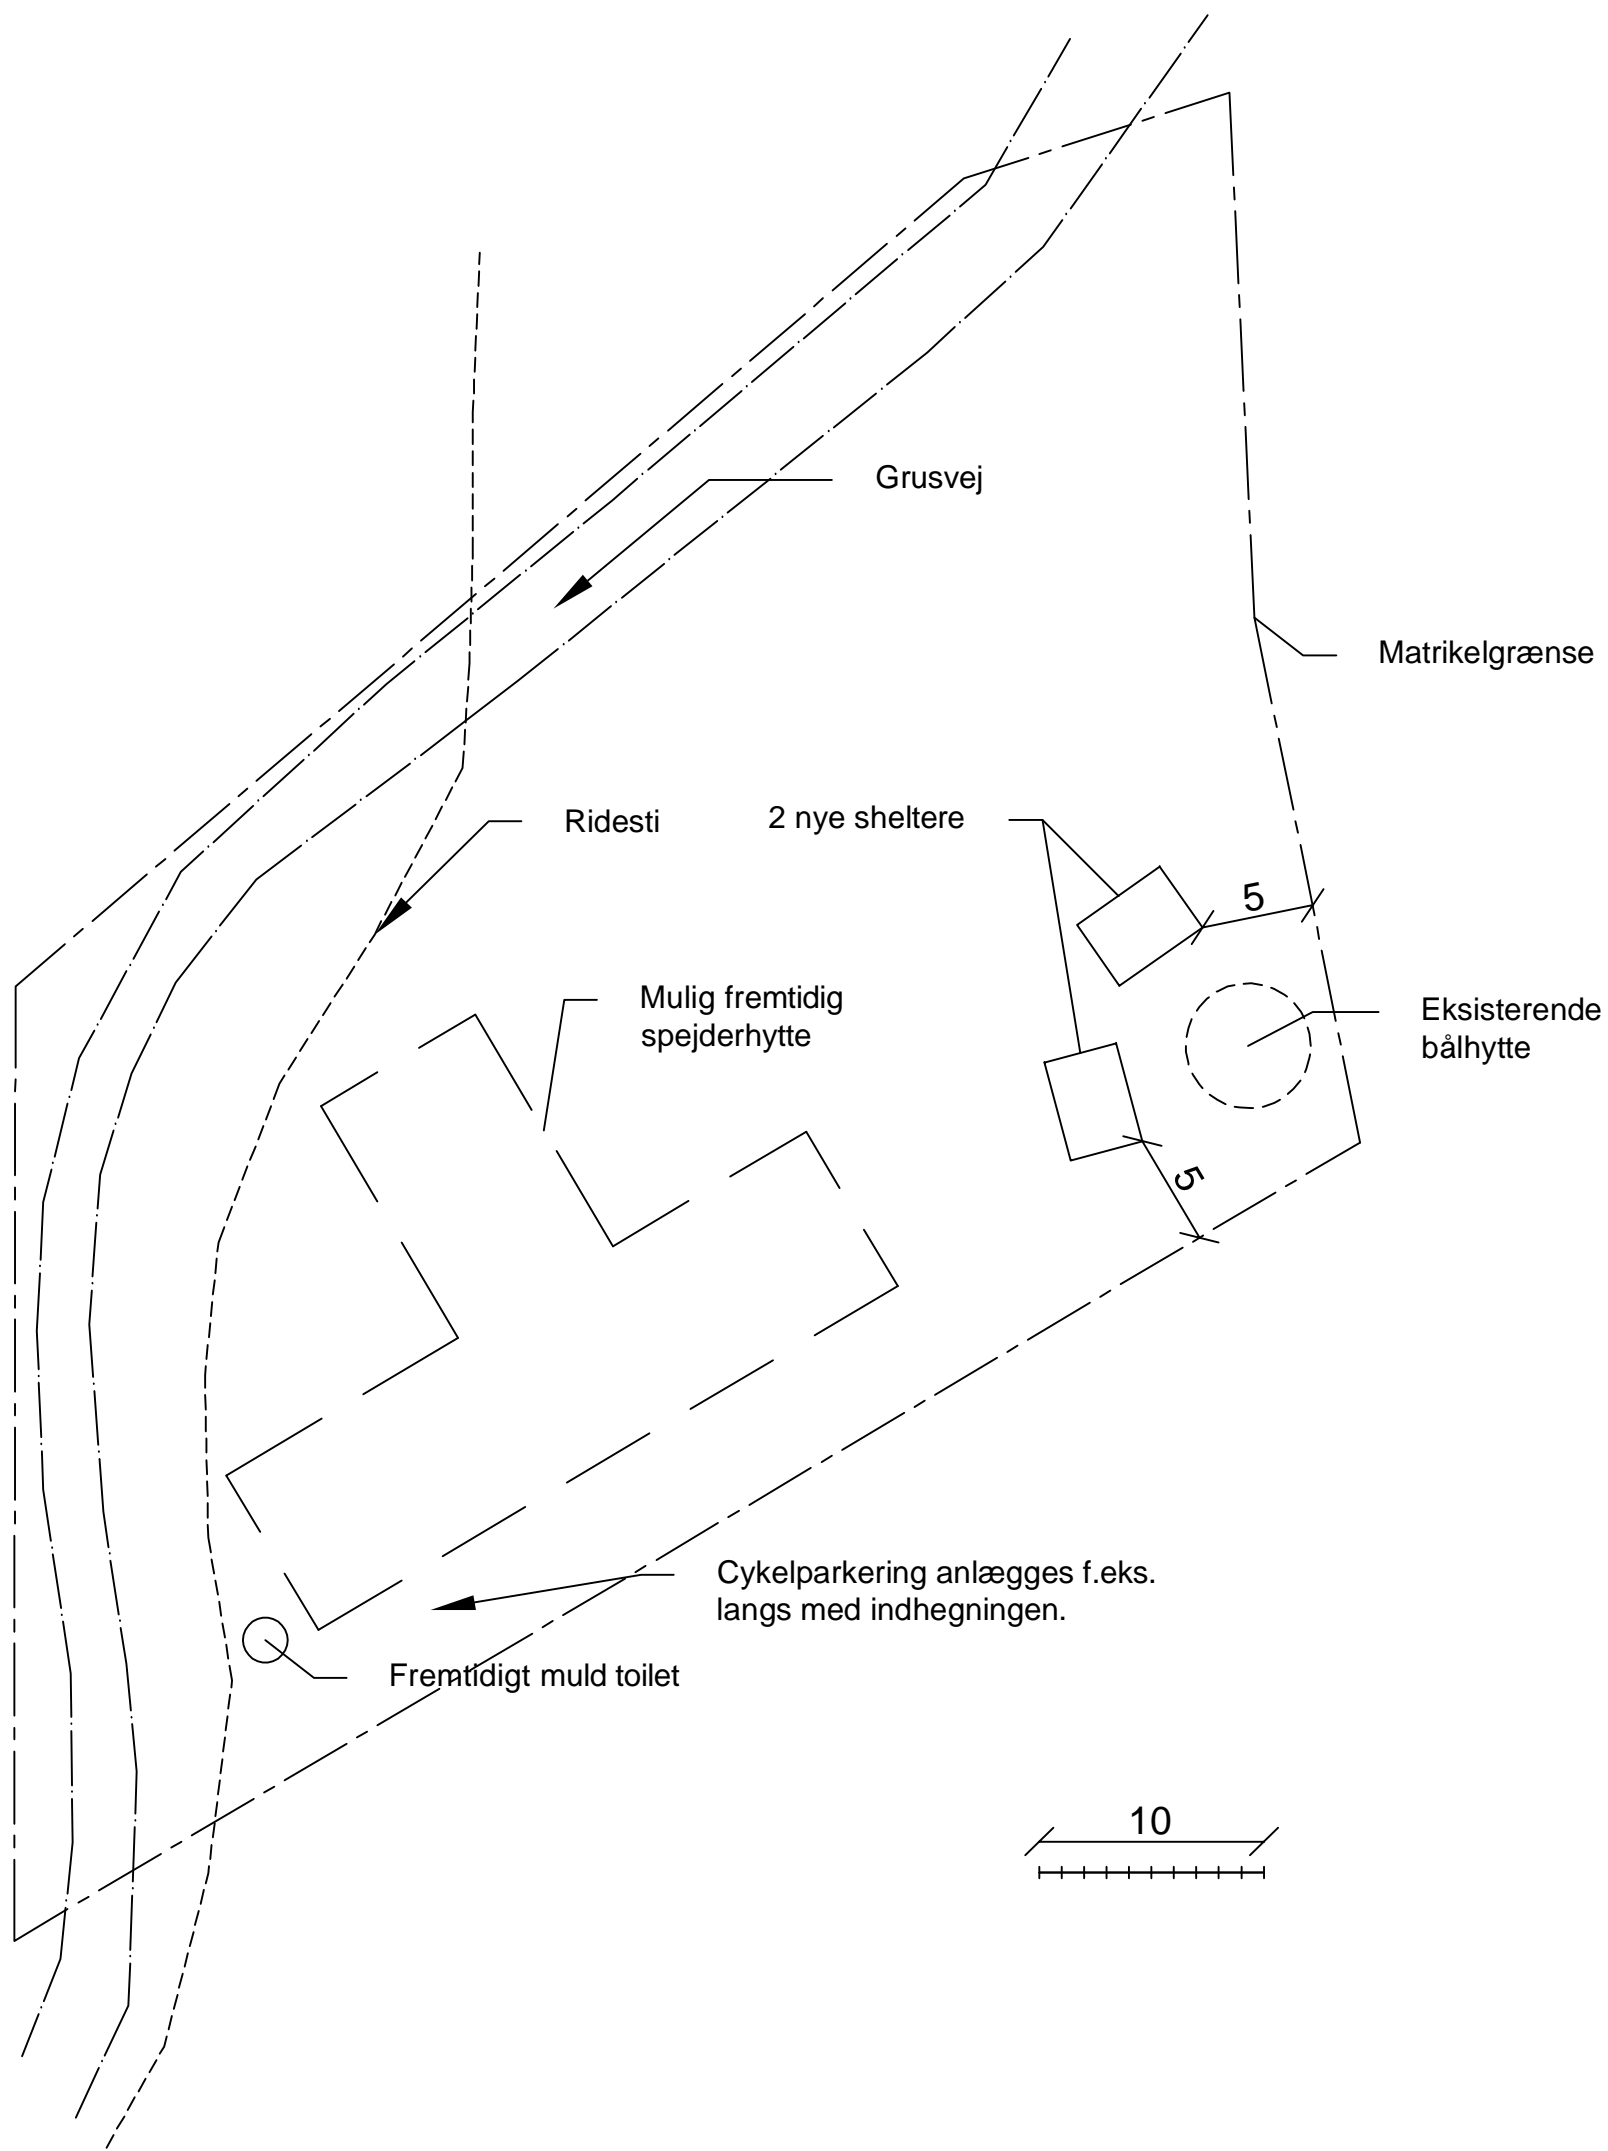 Grusvej
Matrikelgrænse
Ridesti
2 nye sheltere
5
Mulig fremtidig
spejderhytte
Eksisterende
bålhytte
5
Cykelparkering anlægges f.eks.
langs med indhegningen.
Fremtidigt muld toilet
10